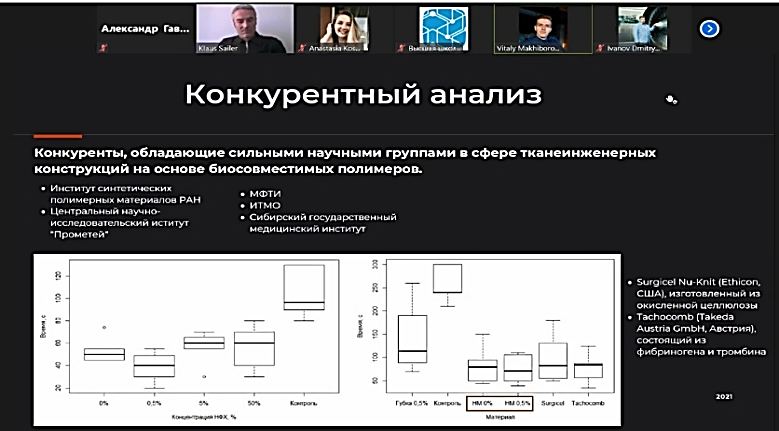 Александр Гав...
Klaus Sailer
Anastasia Kos...
Высшая школ...
Vitaly Makhiboro...
Ivanov Dmitry...
Конкурентный анализ
Конкуренты, обладающие сильными научными группами в сфере тканеинженерных
конструкций на основе биосовместимых полимеров.
Институт синтетических
полимерных материалов РАН
Центральный научно-
исследовательский иститут
"Прометей"
МФТИ
ИТМО
Сибирский государственный
медицинский институт
Время, с
120
100
80
60
40
20
0%
0,5%
5%
50%
Контроль
Концентрация НФХ, %
Время, с
300
250
200
150
100
50
Губка 0,5%
Контроль
НМ 0%
НМ 0,5%
Surgicel
Tachocomb
Материал
Surgicel Nu-Knit (Ethicon,
США), изготовленный из
окисленной целлюлозы
Tachocomb (Takeda
Austria GmbH, Австрия),
состоящий из
фибриногена и тромбина
2021